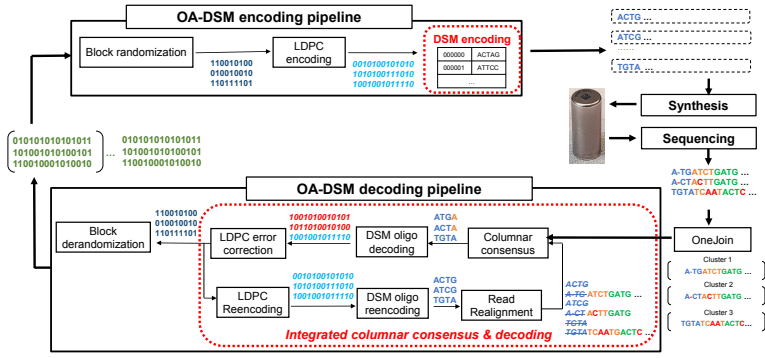 OA-DSM encoding pipeline
Block randomization
110010100
010010010
110111101
LDPC
encoding
0010100101010
1010100111010
1001001011110
DSM encoding
000000 ACTAG
000001 ATTCC
...
ACTG ...
ATCG ...
......
TGTA ...
Synthesis
Sequencing
A-TGATCTGATG ...
A-CTACTTGATG ...
TGTATCAATACTC ...
OneJoin
Cluster 1
A-TGATCTGATG ...
Cluster 2
A-CTACTTGATG ...
Cluster 3
TGTATCAATACTC...
010101010101011
101001010100101
110010001010010
...
010101010101011
101001010100101
110010001010010
OA-DSM decoding pipeline
Block
derandomization
110010100
010010010
110111101
LDPC error
correction
1001010010101
1011010010100
1001001011110
DSM oligo
decoding
ATGA
ACTA
TGTA
Columnar
consensus
LDPC
Reencoding
0010100101010
1010100111010
1001001011110
DSM oligo
reencoding
ACTG
ATCG
TGTA
Read
Realignment
ACTG
A-TG ATCTGATG ...
ATCG
A-CT ACTTGATG
TGTA
TGTATCAATGACTC ...
Integrated columnar consensus & decoding